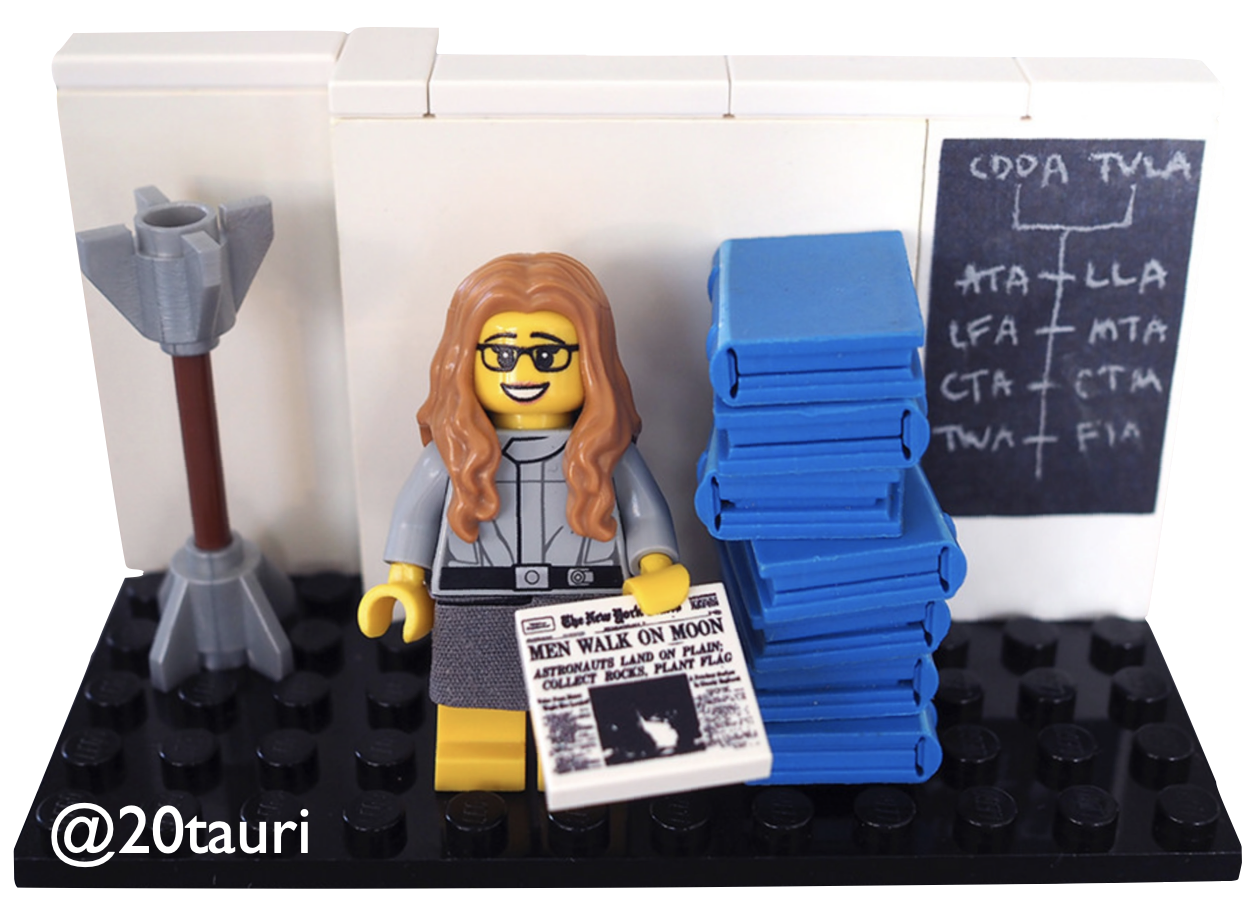 CDDA TVLA
ATA LLA
LFA MTA
CTA CTM
TWA FIA
The New York
MEN WALK ON MOON
ASTRONAUTS LAND ON PLAIN;
COLLECT ROCKS, PLANT FLAG
@20tauri